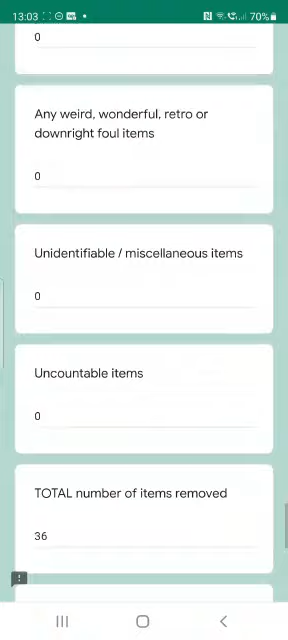 13:03
70%
0
Any weird, wonderful, retro or
downright foul items
0
Unidentifiable / miscellaneous items
0
Uncountable items
0
TOTAL number of items removed
36